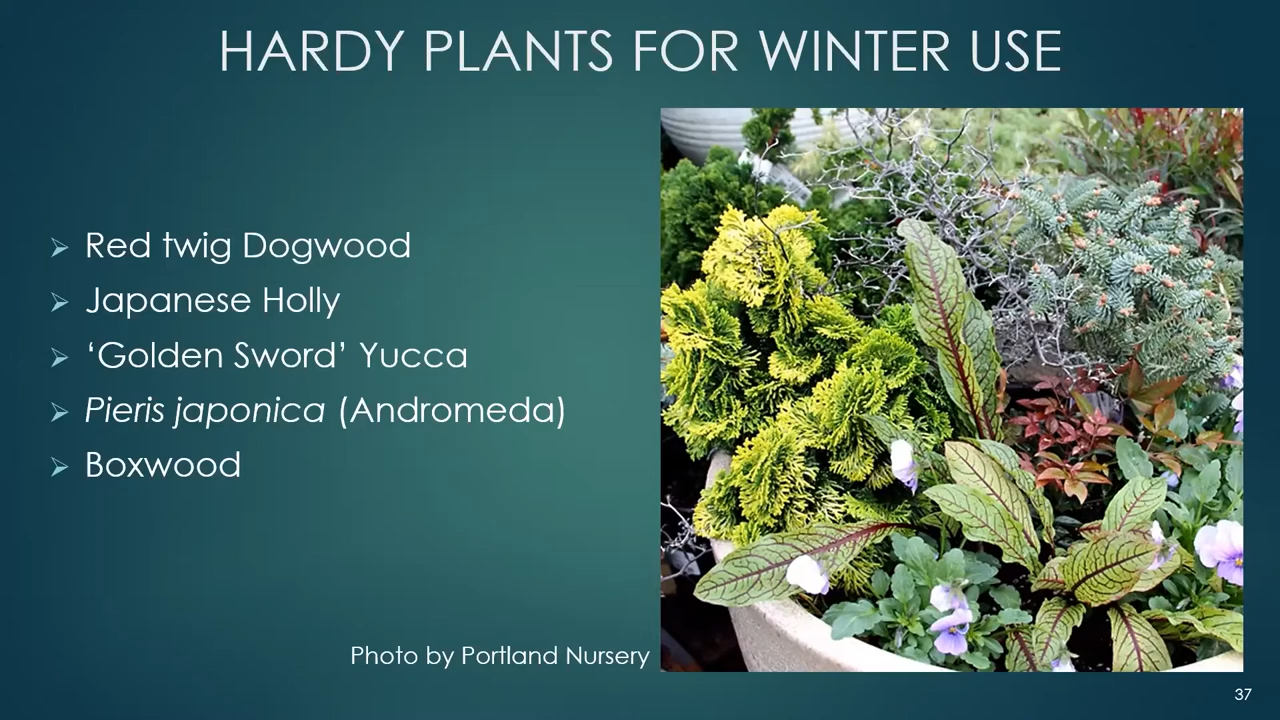 HARDY PLANTS FOR WINTER USE
Red twig Dogwood
Japanese Holly
‘Golden Sword’ Yucca
Pieris japonica (Andromeda)
Boxwood
Photo by Portland Nursery
37